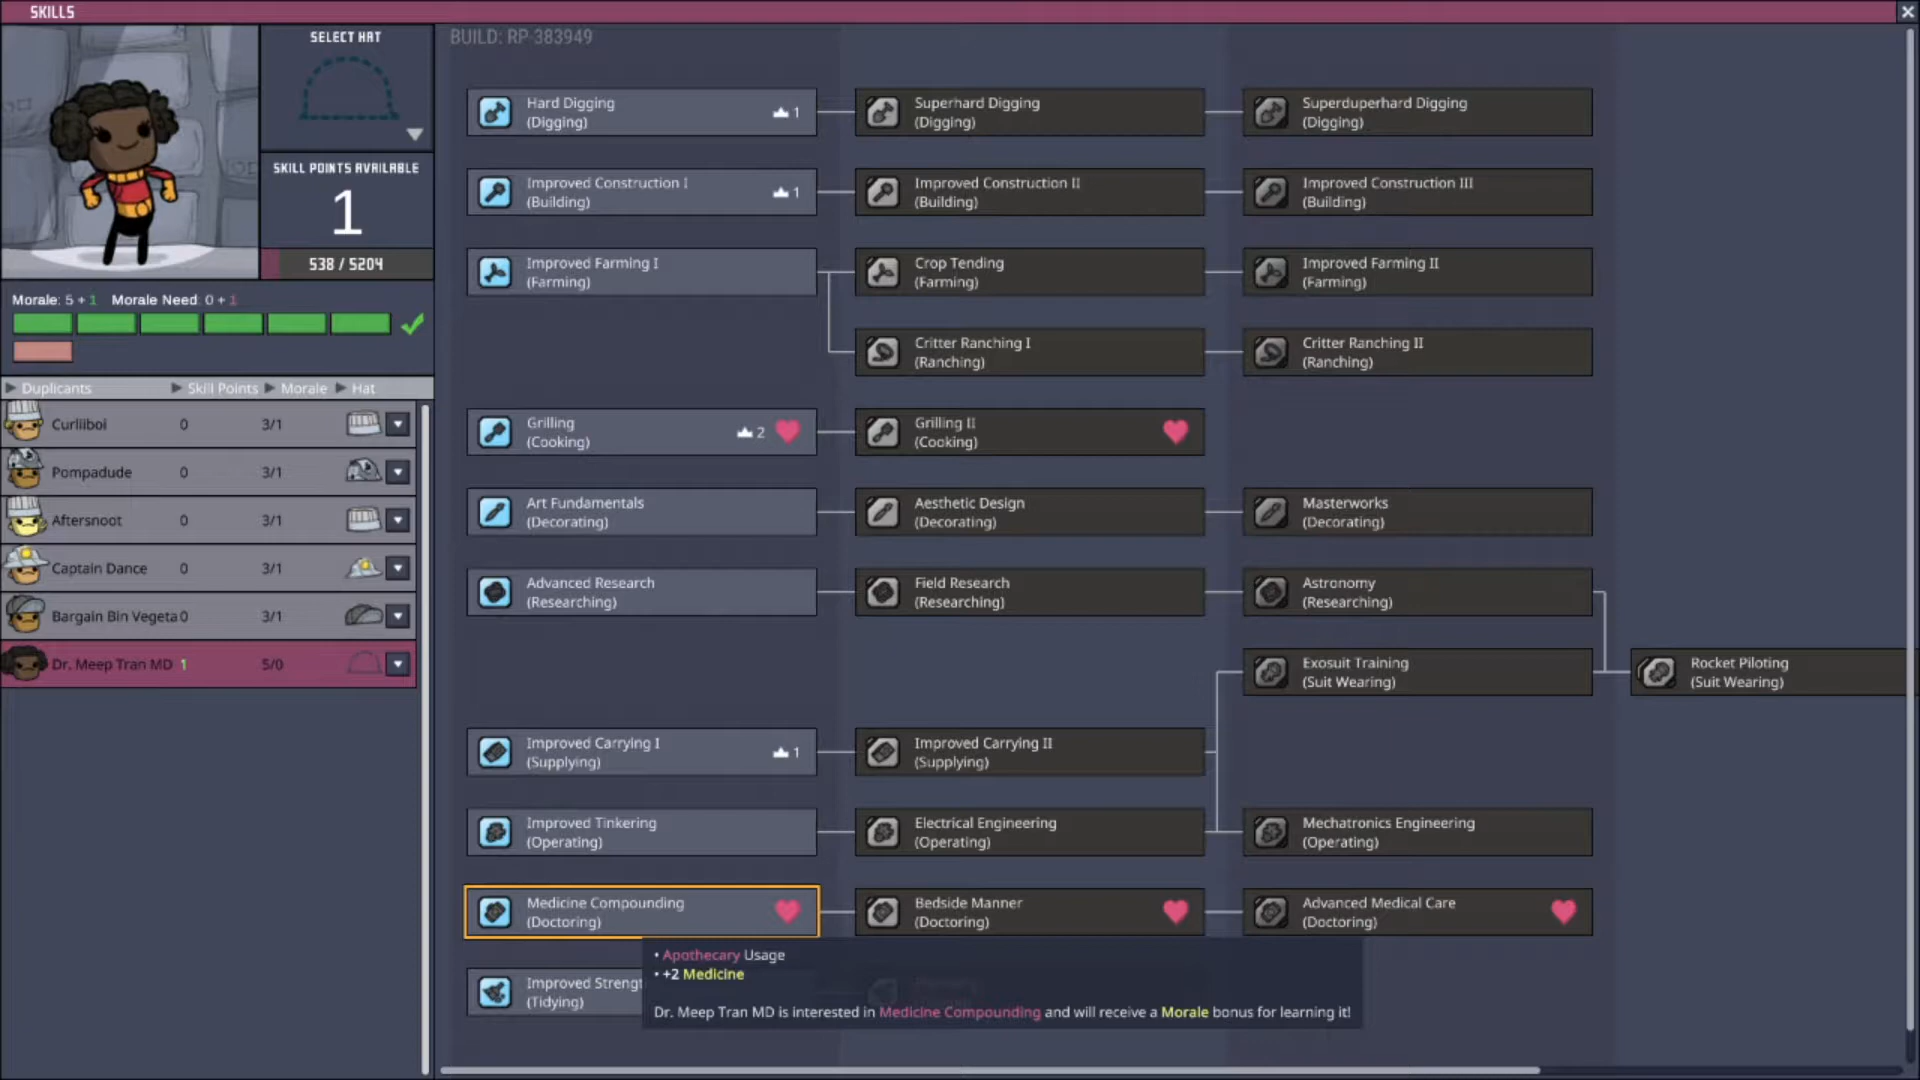 SKILLS
SELECT HAT
BUILD: RP-383949
SKILL POINTS AVAILABLE
1
538 / 5204
Morale: 5 + 1 Morale Need: 0 + 1
Duplicants Skill Points Morale Hat
Curliiboi 0 3/1
Pompadude 0 3/1
Aftersnoot 0 3/1
Captain Dance 0 3/1
Bargain Bin Vegeta 0 3/1
Dr. Meep Tran MD 1 5/0
Hard Digging
(Digging)
1
Superhard Digging
(Digging)
Superduperhard Digging
(Digging)
Improved Construction I
(Building)
1
Improved Construction II
(Building)
Improved Construction III
(Building)
Improved Farming I
(Farming)
Crop Tending
(Farming)
Improved Farming II
(Farming)
Critter Ranching I
(Ranching)
Critter Ranching II
(Ranching)
Grilling
(Cooking)
2
Grilling II
(Cooking)
Art Fundamentals
(Decorating)
Aesthetic Design
(Decorating)
Masterworks
(Decorating)
Advanced Research
(Researching)
Field Research
(Researching)
Astronomy
(Researching)
Exosuit Training
(Suit Wearing)
Rocket Piloting
(Suit Wearing)
Improved Carrying I
(Supplying)
1
Improved Carrying II
(Supplying)
Improved Tinkering
(Operating)
Electrical Engineering
(Operating)
Mechatronics Engineering
(Operating)
Medicine Compounding
(Doctoring)
Bedside Manner
(Doctoring)
Advanced Medical Care
(Doctoring)
• Apothecary Usage
• +2 Medicine
Dr. Meep Tran MD is interested in Medicine Compounding and will receive a Morale bonus for learning it!
Improved Strengt
(Tidying)